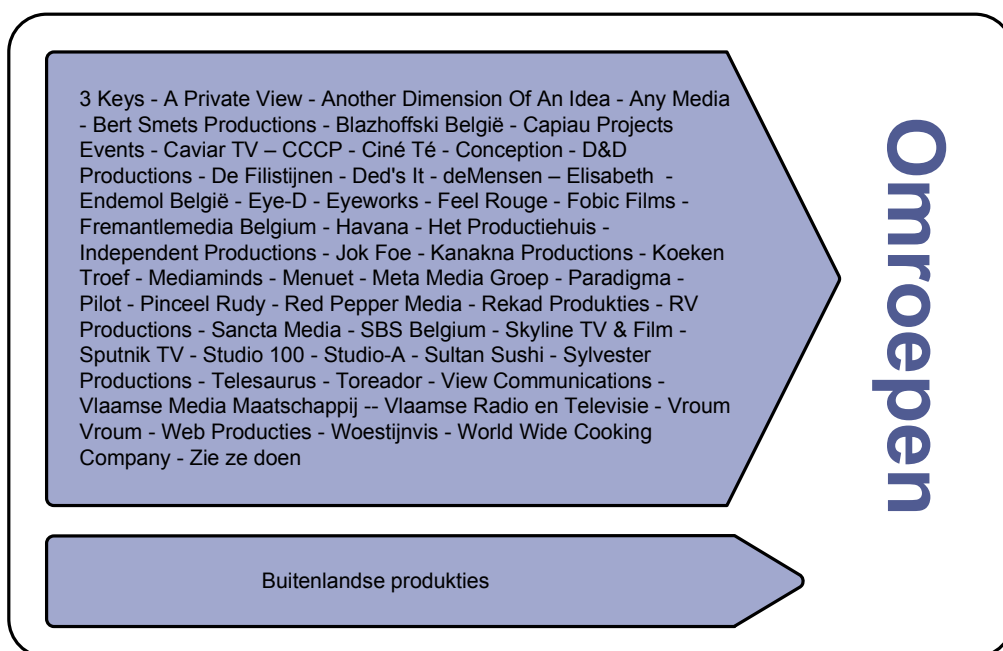 3 Keys - A Private View - Another Dimension Of An Idea - Any Media
- Bert Smets Productions - Blazhoffski België - Capiau Projects
Events - Caviar TV – CCCP - Ciné Té - Conception - D&D
Productions - De Filistijnen - Ded's It - deMensen – Elisabeth  -
Endemol België - Eye-D - Eyeworks - Feel Rouge - Fobic Films -
Fremantlemedia Belgium - Havana - Het Productiehuis -
Independent Productions - Jok Foe - Kanakna Productions - Koeken
Troef - Mediaminds - Menuet - Meta Media Groep - Paradigma -
Pilot - Pinceel Rudy - Red Pepper Media - Rekad Produkties - RV
Productions - Sancta Media - SBS Belgium - Skyline TV & Film -
Sputnik TV - Studio 100 - Studio-A - Sultan Sushi - Sylvester
Productions - Telesaurus - Toreador - View Communications -
Vlaamse Media Maatschappij -- Vlaamse Radio en Televisie - Vroum
Vroum - Web Producties - Woestijnvis - World Wide Cooking
Company - Zie ze doen
Buitenlandse produkties
Omroepen